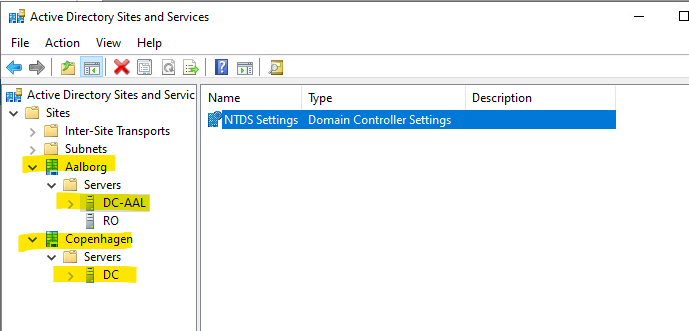 Active Directory Sites and Services
File Action View Help
Active Directory Sites and Servic
Name Type Description
Sites
NTDS Settings Domain Controller Settings
Inter-Site Transports
Subnets
Aalborg
Servers
DC-AAL
RO
Copenhagen
Servers
DC